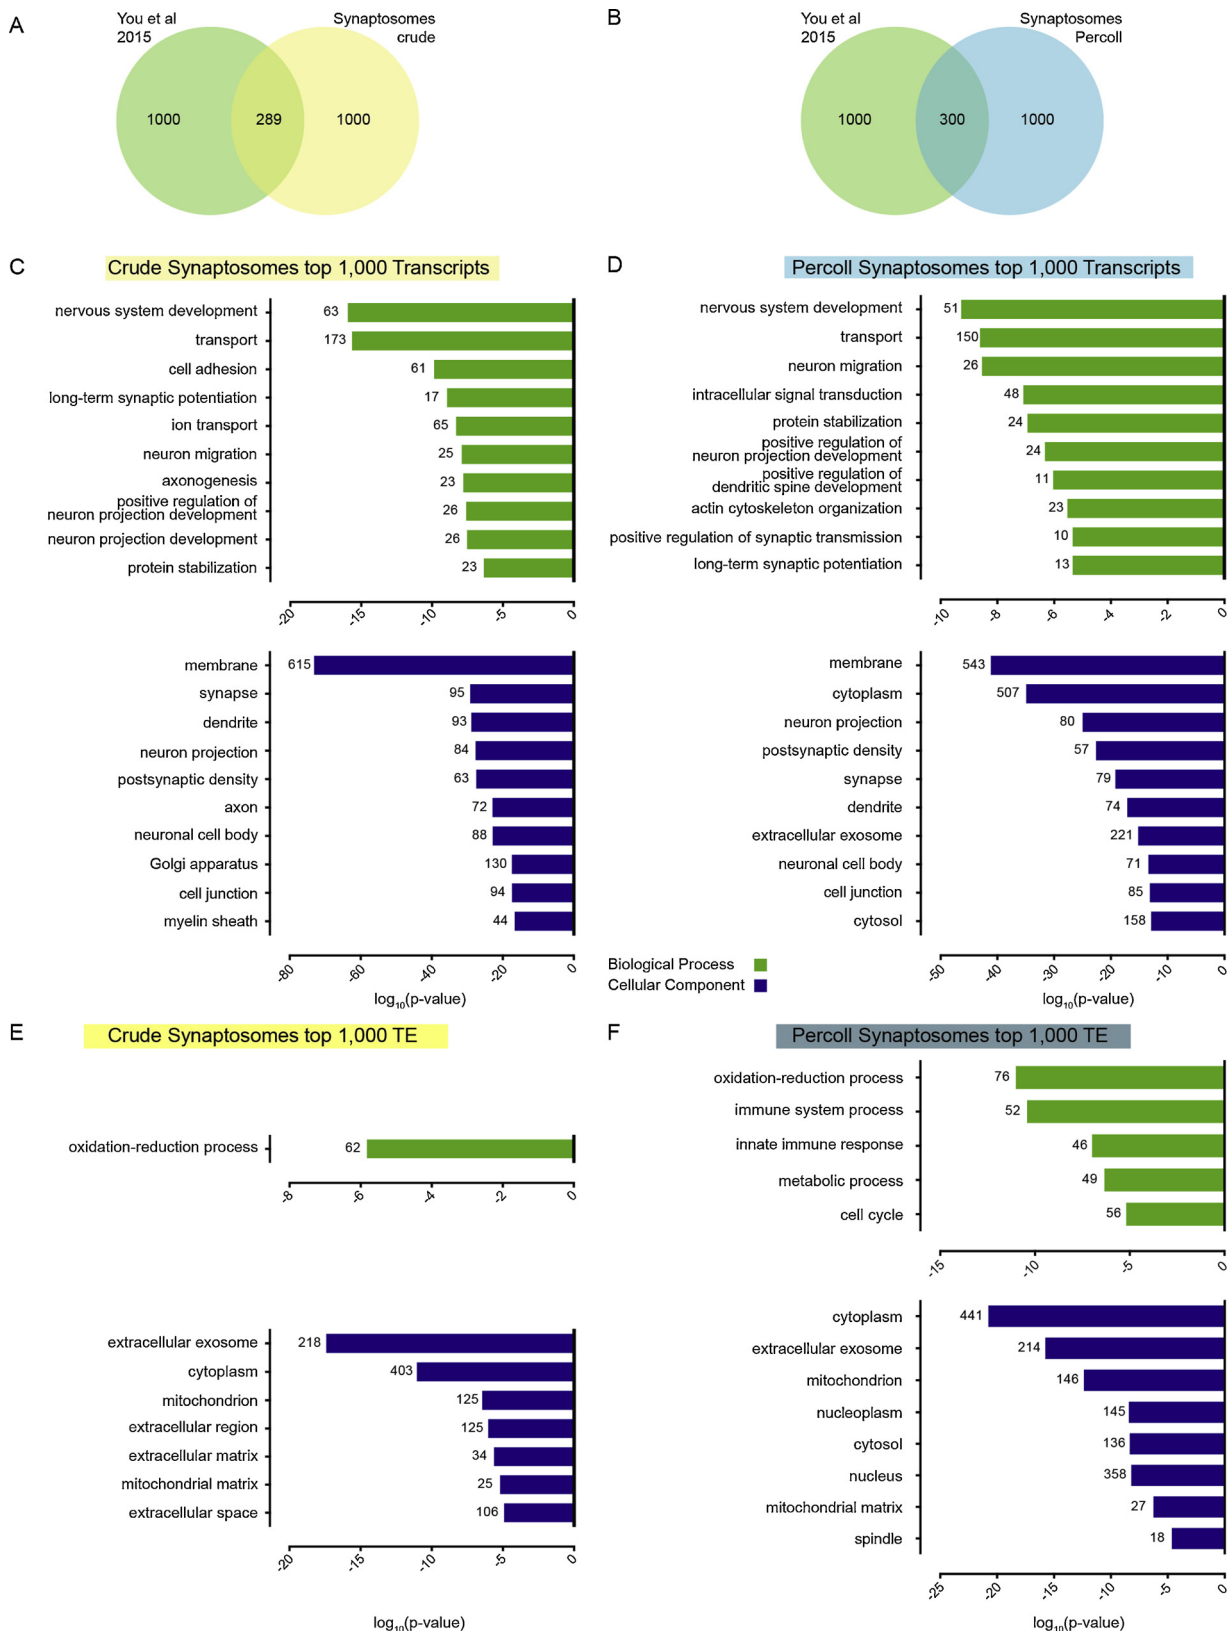 A
You et al
2015
Synaptosomes
crude
1000
289
1000
B
You et al
2015
Synaptosomes
Percoll
1000
300
1000
C
Crude Synaptosomes top 1,000 Transcripts
nervous system development 63
transport 173
cell adhesion 61
long-term synaptic potentiation 17
ion transport 65
neuron migration 25
axonogenesis 23
positive regulation of
neuron projection development 26
neuron projection development 26
protein stabilization 23
-20 -15 -10 -5 0
membrane 615
synapse 95
dendrite 93
neuron projection 84
postsynaptic density 63
axon 72
neuronal cell body 88
Golgi apparatus 130
cell junction 94
myelin sheath 44
-80 -60 -40 -20 0
log10(p-value)
D
Percoll Synaptosomes top 1,000 Transcripts
nervous system development 51
transport 150
neuron migration 26
intracellular signal transduction 48
protein stabilization 24
positive regulation of
neuron projection development 24
positive regulation of
dendritic spine development 11
actin cytoskeleton organization 23
positive regulation of synaptic transmission 10
long-term synaptic potentiation 13
-10 -8 -6 -4 -2 0
membrane 543
cytoplasm 507
neuron projection 80
postsynaptic density 57
synapse 79
dendrite 74
extracellular exosome 221
neuronal cell body 71
cell junction 85
cytosol 158
-50 -40 -30 -20 -10 0
log10(p-value)
Biological Process
Cellular Component
E
Crude Synaptosomes top 1,000 TE
oxidation-reduction process 62
-8 -6 -4 -2 0
extracellular exosome 218
cytoplasm 403
mitochondrion 125
extracellular region 125
extracellular matrix 34
mitochondrial matrix 25
extracellular space 106
-20 -15 -10 -5 0
log10(p-value)
F
Percoll Synaptosomes top 1,000 TE
oxidation-reduction process 76
immune system process 52
innate immune response 46
metabolic process 49
cell cycle 56
-15 -10 -5 0
cytoplasm 441
extracellular exosome 214
mitochondrion 146
nucleoplasm 145
cytosol 136
nucleus 358
mitochondrial matrix 27
spindle 18
-25 -20 -15 -10 -5 0
log10(p-value)